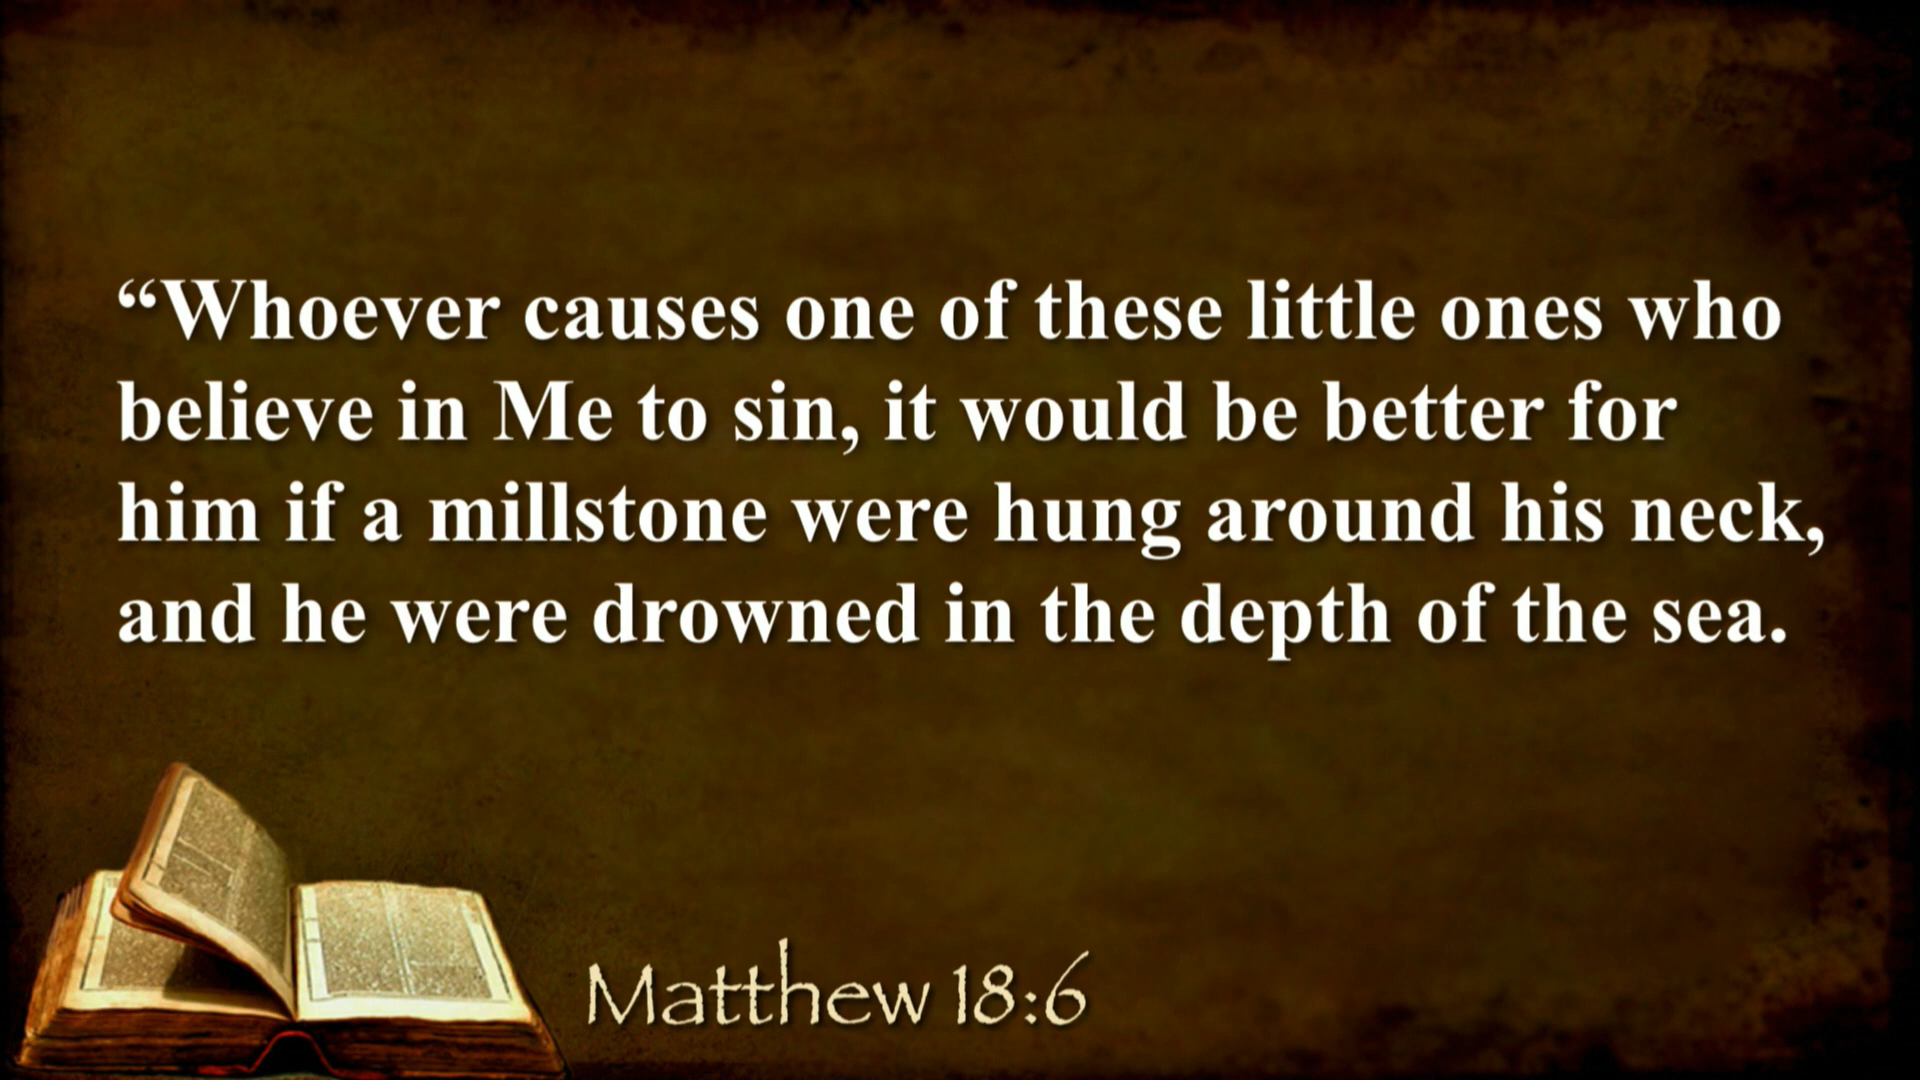 “Whoever causes one of these little ones who
believe in Me to sin, it would be better for
him if a millstone were hung around his neck,
and he were drowned in the depth of the sea.
Matthew 18:6